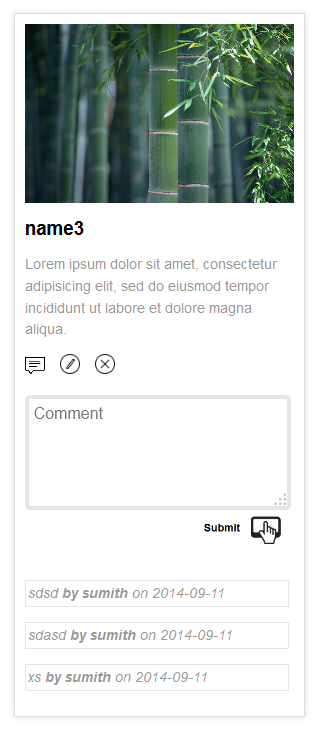 name3
Lorem ipsum dolor sit amet, consectetur
adipisicing elit, sed do eiusmod tempor
incididunt ut labore et dolore magna
aliqua.
Comment
Submit
sdsd by sumith on 2014-09-11
sdasd by sumith on 2014-09-11
xs by sumith on 2014-09-11